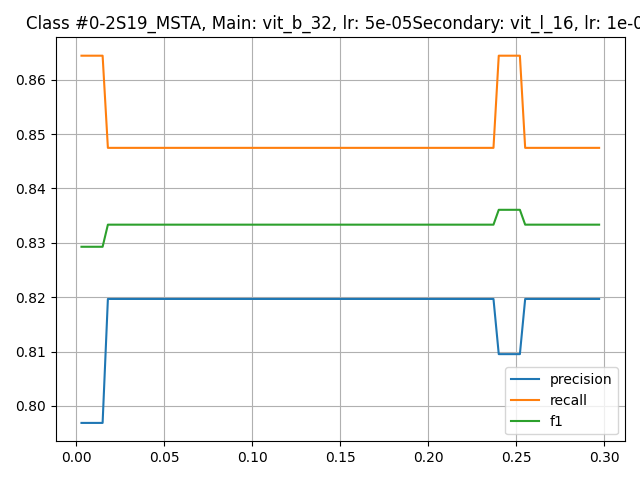 Class #0-2S19_MSTA, Main: vit_b_32, lr: 5e-05Secondary: vit_l_16, lr: 1e-0
0.86
0.85
0.84
0.83
0.82
0.81
0.80
0.00 0.05 0.10 0.15 0.20 0.25 0.30
precision
recall
f1